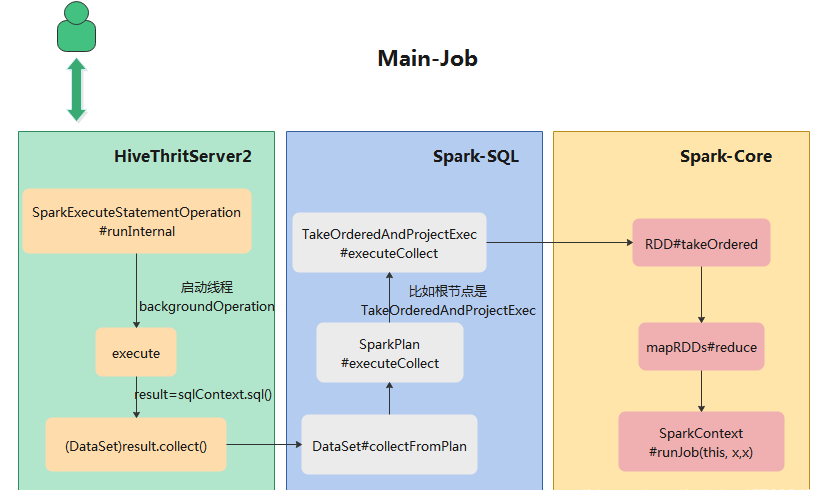 Main-Job
HiveThritServer2
SparkExecuteStatementOperation
#runInternal
启动线程
backgroundOperation
execute
result=sqlContext.sql()
(DataSet)result.collect()
Spark-SQL
TakeOrderedAndProjectExec
#executeCollect
比如根节点是
TakeOrderedAndProjectExec
SparkPlan
#executeCollect
DataSet#collectFromPlan
Spark-Core
RDD#takeOrdered
mapRDDs#reduce
SparkContext
#runJob(this, x,x)